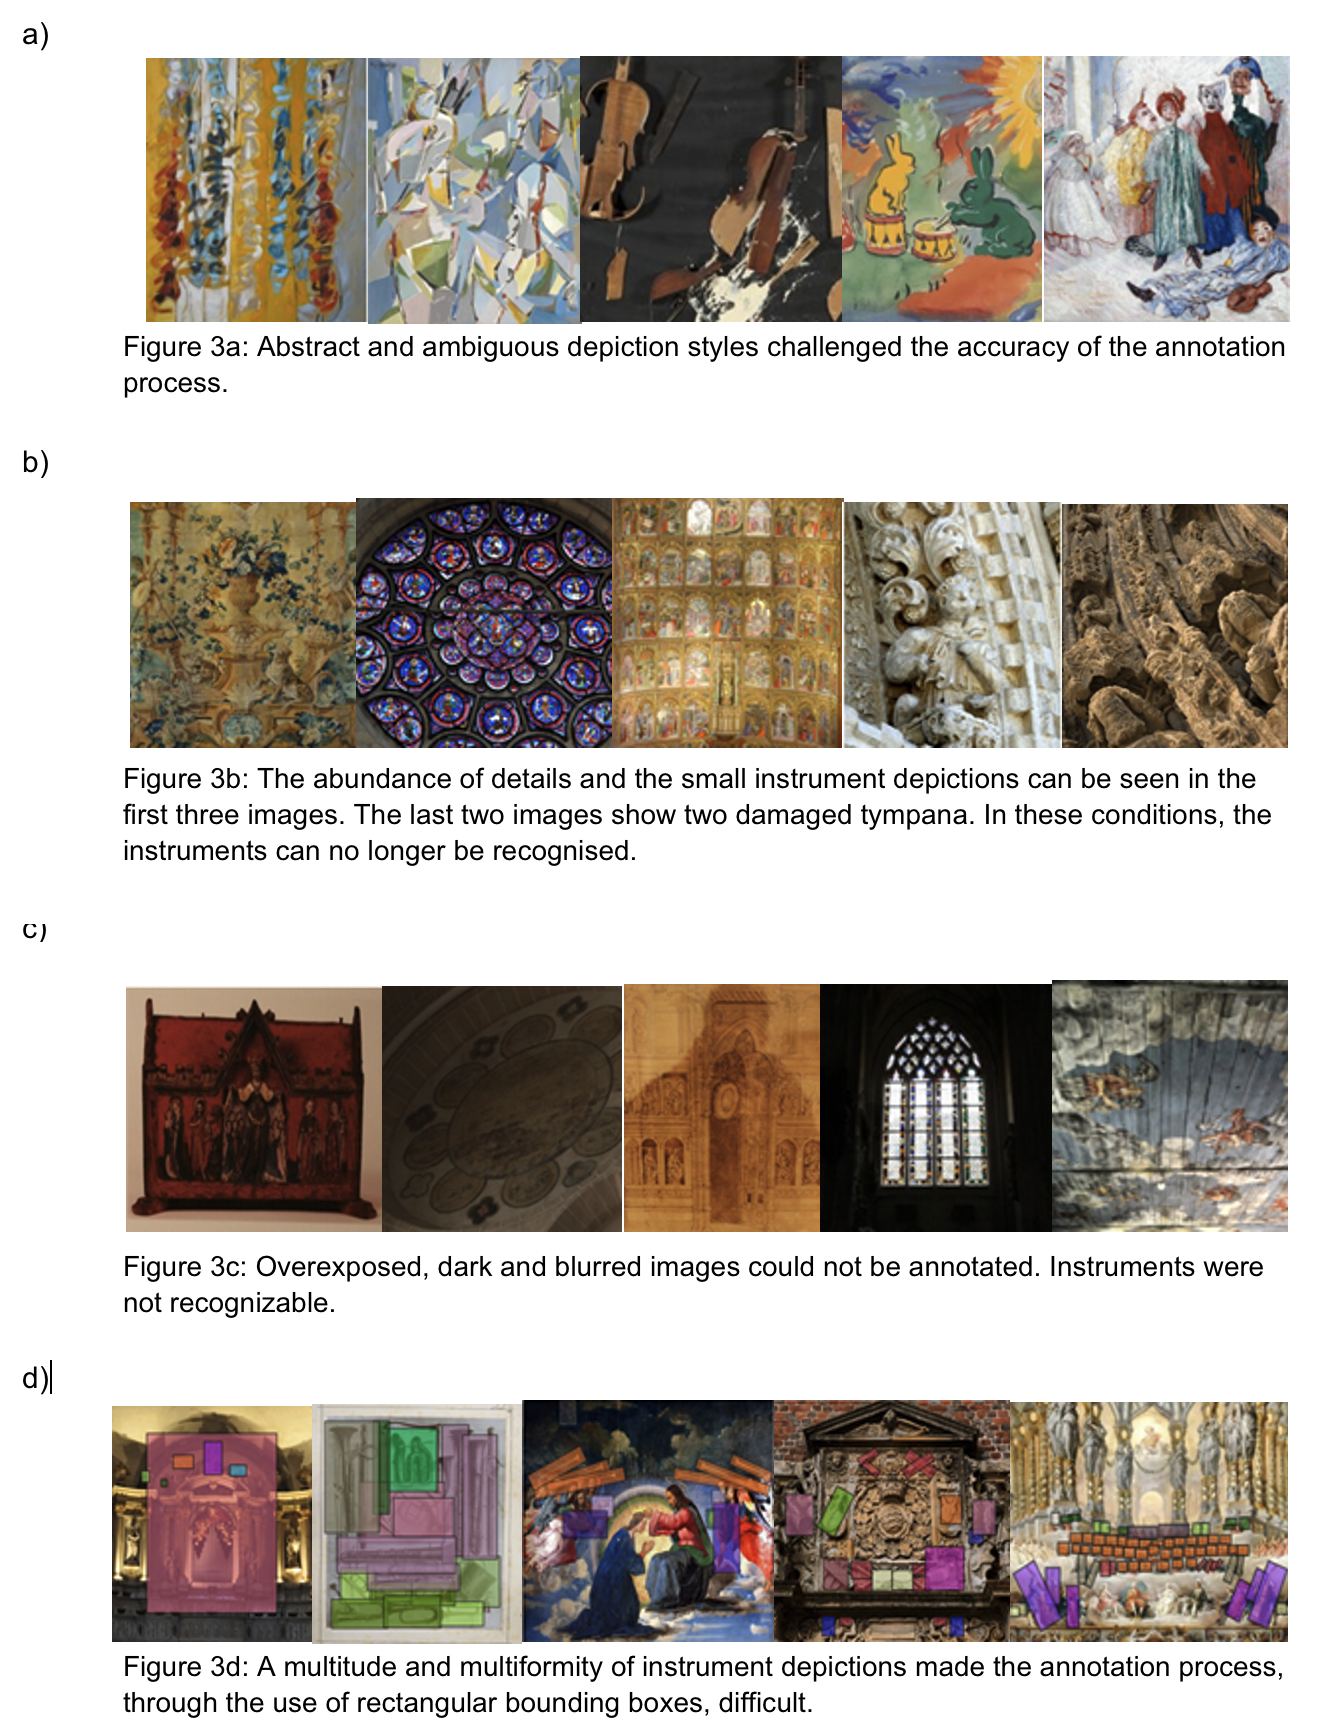 a)
Figure 3a: Abstract and ambiguous depiction styles challenged the accuracy of the annotation
process.
b)
Figure 3b: The abundance of details and the small instrument depictions can be seen in the
first three images. The last two images show two damaged tympana. In these conditions, the
instruments can no longer be recognised.
c)
Figure 3c: Overexposed, dark and blurred images could not be annotated. Instruments were
not recognizable.
d)
Figure 3d: A multitude and multiformity of instrument depictions made the annotation process,
through the use of rectangular bounding boxes, difficult.